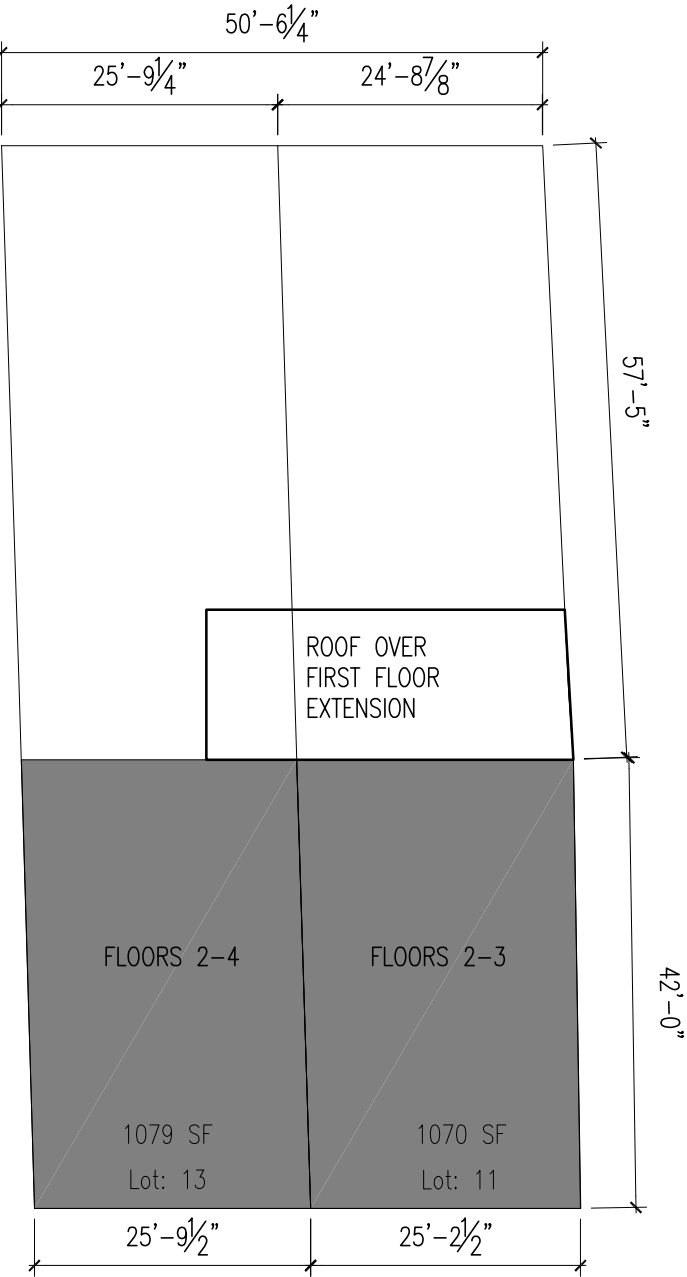 50'-6¼"
25'-9¼" 24'-8⅞"
57'-5"
ROOF OVER
FIRST FLOOR
EXTENSION
FLOORS 2-4 FLOORS 2-3
42'-0"
1079 SF 1070 SF
Lot: 13 Lot: 11
25'-9½" 25'-2½"